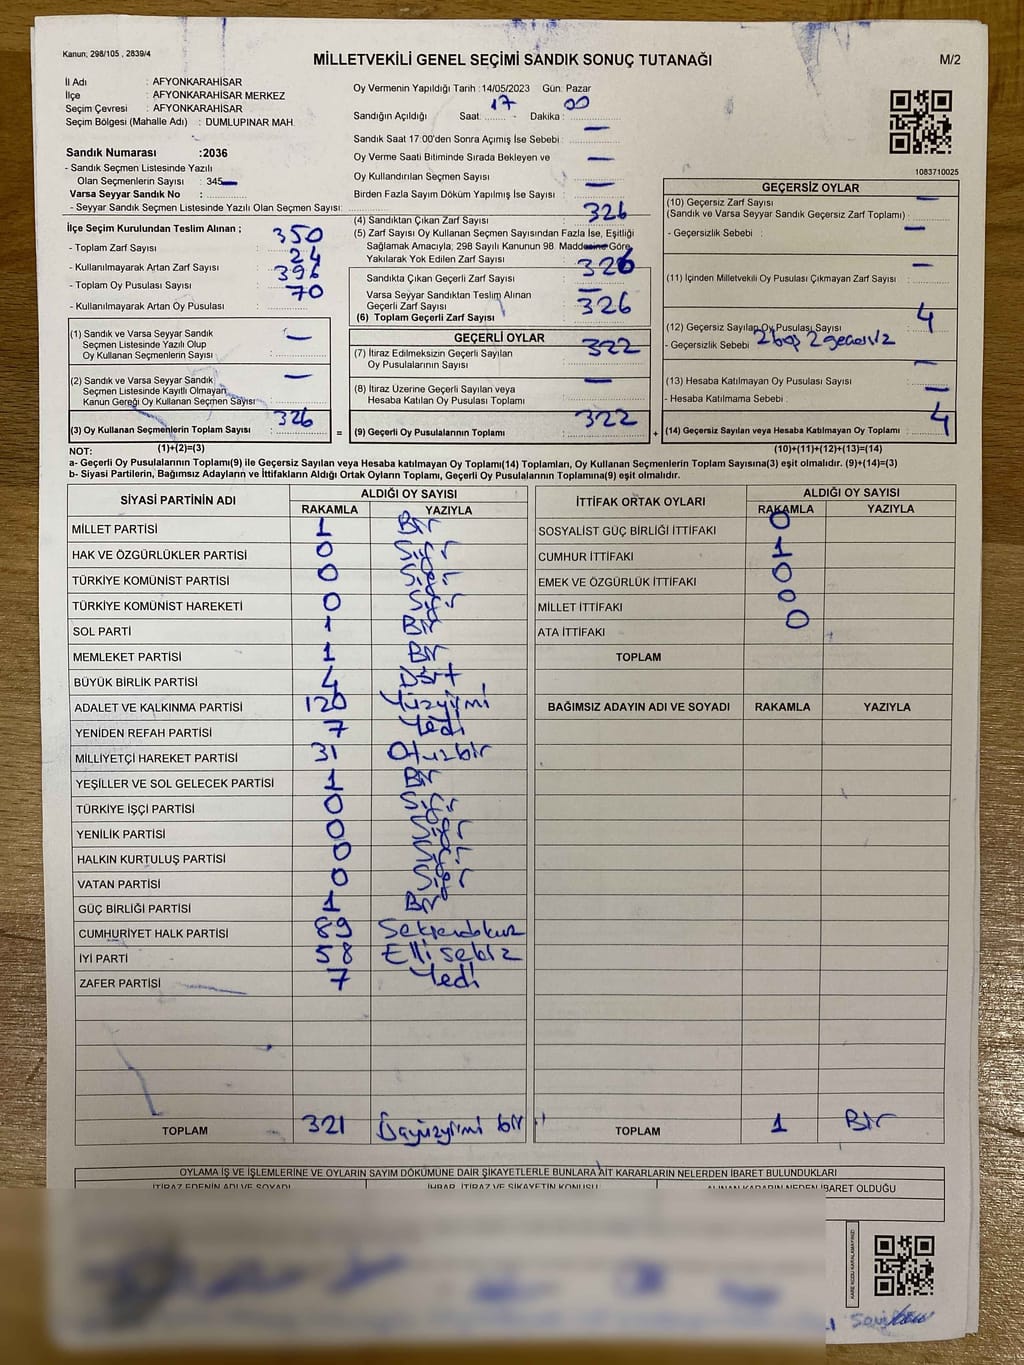 Kanun; 298/105 , 2839/4
MİLLETVEKİLİ GENEL SEÇİMİ SANDIK SONUÇ TUTANAĞI
M/2
İl Adı : AFYONKARAHİSAR
İlçe : AFYONKARAHİSAR MERKEZ
Seçim Çevresi : AFYONKARAHİSAR
Seçim Bölgesi (Mahalle Adı) : DUMLUPINAR MAH.
Sandık Numarası :2036
- Sandık Seçmen Listesinde Yazılı
Olan Seçmenlerin Sayısı : 345
Varsa Seyyar Sandık No :
- Seyyar Sandık Seçmen Listesinde Yazılı Olan Seçmen Sayısı:
İlçe Seçim Kurulundan Teslim Alınan ;
- Toplam Zarf Sayısı : 350
- Kullanılmayarak Artan Zarf Sayısı : 24
- Toplam Oy Pusulası Sayısı : 396
- Kullanılmayarak Artan Oy Pusulası : 70
(1) Sandık ve Varsa Seyyar Sandık
Seçmen Listesinde Yazılı Olup
Oy Kullanan Seçmenlerin Sayısı : —
(2) Sandık ve Varsa Seyyar Sandık
Seçmen Listesinde Kayıtlı Olmayan
Kanun Gereği Oy Kullanan Seçmen Sayısı : —
(3) Oy Kullanan Seçmenlerin Toplam Sayısı : 326
Oy Vermenin Yapıldığı Tarih :14/05/2023 Gün: Pazar
Sandığın Açıldığı Saat: 17 Dakika : 00
Sandık Saat 17:00'den Sonra Açımış İse Sebebi : —
Oy Verme Saati Bitiminde Sırada Bekleyen ve
Oy Kullandırılan Seçmen Sayısı : —
Birden Fazla Sayım Döküm Yapılmış İse Sayısı : —
(4) Sandıktan Çıkan Zarf Sayısı : 326
(5) Zarf Sayısı Oy Kullanan Seçmen Sayısından Fazla İse, Eşitliği
Sağlamak Amacıyla; 298 Sayılı Kanunun 98. Maddesine Göre
Yakılarak Yok Edilen Zarf Sayısı : —
Sandıkta Çıkan Geçerli Zarf Sayısı : 326
Varsa Seyyar Sandıktan Teslim Alınan
Geçerli Zarf Sayısı : —
(6) Toplam Geçerli Zarf Sayısı : 326
GEÇERLİ OYLAR
(7) İtiraz Edilmeksizin Geçerli Sayılan
Oy Pusulalarının Sayısı : 322
(8) İtiraz Üzerine Geçerli Sayılan veya
Hesaba Katılan Oy Pusulası Toplamı : —
= (9) Geçerli Oy Pusulalarının Toplamı : 322 +
1083710025
GEÇERSİZ OYLAR
(10) Geçersiz Zarf Sayısı : —
(Sandık ve Varsa Seyyar Sandık Geçersiz Zarf Toplamı)
- Geçersizlik Sebebi : —
(11) İçinden Milletvekili Oy Pusulası Çıkmayan Zarf Sayısı : —
(12) Geçersiz Sayılan Oy Pusulası Sayısı : 4
- Geçersizlik Sebebi : 2 boş 2 geçersiz
(13) Hesaba Katılmayan Oy Pusulası Sayısı : —
- Hesaba Katılmama Sebebi : —
(14) Geçersiz Sayılan veya Hesaba Katılmayan Oy Toplamı : 4
NOT: (1)+(2)=(3) (10)+(11)+(12)+(13)=(14)
a- Geçerli Oy Pusulalarının Toplamı(9) ile Geçersiz Sayılan veya Hesaba katılmayan Oy Toplamı(14) Toplamları, Oy Kullanan Seçmenlerin Toplam Sayısına(3) eşit olmalıdır. (9)+(14)=(3)
b- Siyasi Partilerin, Bağımsız Adayların ve İttifakların Aldığı Ortak Oyların Toplamı, Geçerli Oy Pusulalarının Toplamına(9) eşit olmalıdır.
SİYASİ PARTİNİN ADI ALDIĞI OY SAYISI
RAKAMLA YAZIYLA
MİLLET PARTİSİ 1 Bir
HAK VE ÖZGÜRLÜKLER PARTİSİ 0 Sıfır
TÜRKİYE KOMÜNİST PARTİSİ 0 Sıfır
TÜRKİYE KOMÜNİST HAREKETİ 0 Sıfır
SOL PARTİ 1 Bir
MEMLEKET PARTİSİ 1 Bir
BÜYÜK BİRLİK PARTİSİ 4 Dört
ADALET VE KALKINMA PARTİSİ 120 Yüzyirmi
YENİDEN REFAH PARTİSİ 7 Yedi
MİLLİYETÇİ HAREKET PARTİSİ 31 Otuzbir
YEŞİLLER VE SOL GELECEK PARTİSİ 1 Bir
TÜRKİYE İŞÇİ PARTİSİ 0 Sıfır
YENİLİK PARTİSİ 0 Sıfır
HALKIN KURTULUŞ PARTİSİ 0 Sıfır
VATAN PARTİSİ 0 Sıfır
GÜÇ BİRLİĞİ PARTİSİ 1 Bir
CUMHURİYET HALK PARTİSİ 89 Seksendokuz
İYİ PARTİ 58 Elli sekiz
ZAFER PARTİSİ 7 Yedi
TOPLAM 321 Üçyüzyirmi bir
İTTİFAK ORTAK OYLARI ALDIĞI OY SAYISI
RAKAMLA YAZIYLA
SOSYALİST GÜÇ BİRLİĞİ İTTİFAKI 0
CUMHUR İTTİFAKI 1
EMEK VE ÖZGÜRLÜK İTTİFAKI 0
MİLLET İTTİFAKI 0
ATA İTTİFAKI 0
TOPLAM
BAĞIMSIZ ADAYIN ADI VE SOYADI RAKAMLA YAZIYLA
TOPLAM 1 Bir
OYLAMA İŞ VE İŞLEMLERİNE VE OYLARIN SAYIM DÖKÜMÜNE DAİR ŞİKAYETLERLE BUNLARA AİT KARARLARIN NELERDEN İBARET BULUNDUKLARI
İTİRAZ EDENİN ADI VE SOYADI İHBAR, İTİRAZ VE ŞİKAYETİN KONUSU ALINAN KARARIN NEDEN İBARET OLDUĞU
KARE KODU KARALAMAYINIZ!